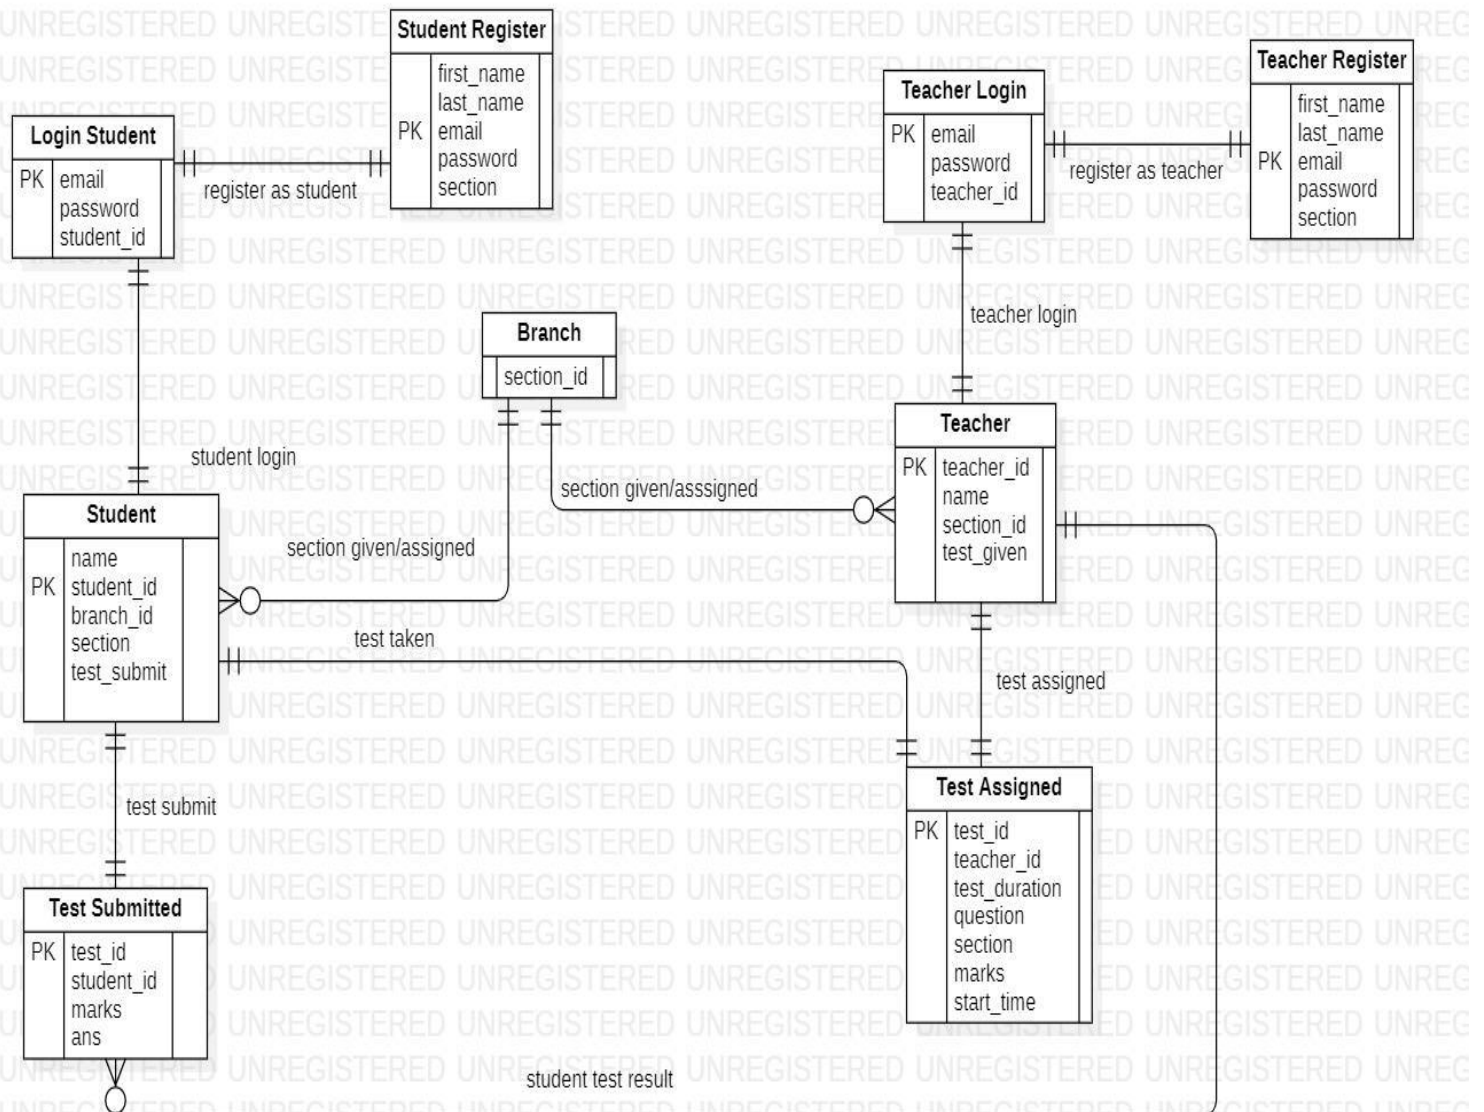 Student Register
first_name
last_name
PK email
password
section
Teacher Register
first_name
last_name
PK email
password
section
Teacher Login
PK email
password
teacher_id
register as teacher
Login Student
PK email
password
student_id
register as student
teacher login
Branch
section_id
student login
section given/asssigned
section given/assigned
Teacher
PK teacher_id
name
section_id
test_given
Student
name
PK student_id
branch_id
section
test_submit
test taken
test assigned
test submit
Test Assigned
PK test_id
teacher_id
test_duration
question
section
marks
start_time
Test Submitted
PK test_id
student_id
marks
ans
student test result
UNREGISTERED